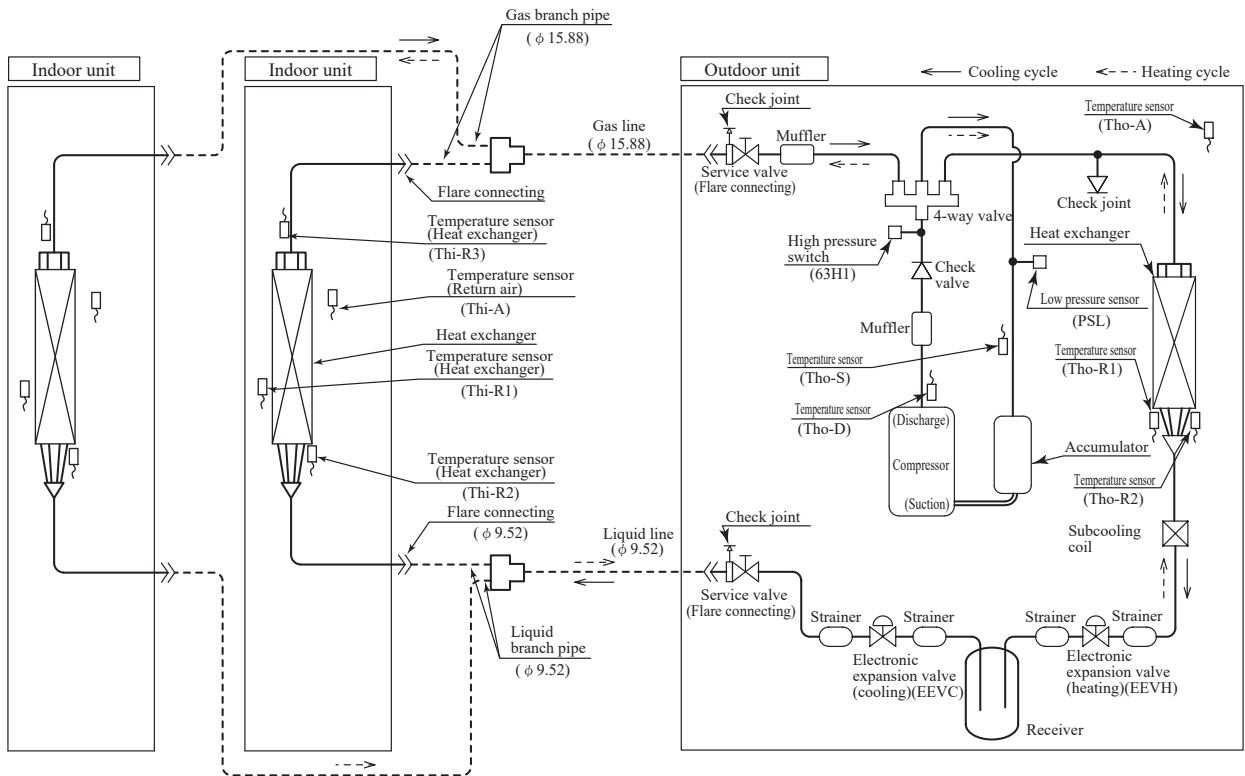 Gas branch pipe
( φ 15.88)
Indoor unit
Indoor unit
Outdoor unit
Cooling cycle
Heating cycle
Gas line
( φ 15.88)
Check joint
Muffler
Service valve
(Flare connecting)
Temperature sensor
(Tho-A)
4-way valve
Check joint
Flare connecting
Temperature sensor
(Heat exchanger)
(Thi-R3)
Temperature sensor
(Return air)
(Thi-A)
Heat exchanger
Temperature sensor
(Heat exchanger)
(Thi-R1)
Temperature sensor
(Heat exchanger)
(Thi-R2)
Flare connecting
( φ 9.52)
High pressure
switch
(63H1)
Check
valve
Heat exchanger
Low pressure sensor
(PSL)
Muffler
Temperature sensor
(Tho-S)
Temperature sensor
(Tho-R1)
Temperature sensor
(Tho-D)
(Discharge)
Compressor
(Suction)
Accumulator
Temperature sensor
(Tho-R2)
Subcooling
coil
Liquid line
( φ 9.52)
Check joint
Service valve
(Flare connecting)
Liquid
branch pipe
( φ 9.52)
Strainer
Strainer
Strainer
Strainer
Electronic
expansion valve
(cooling)(EEVC)
Electronic
expansion valve
(heating)(EEVH)
Receiver